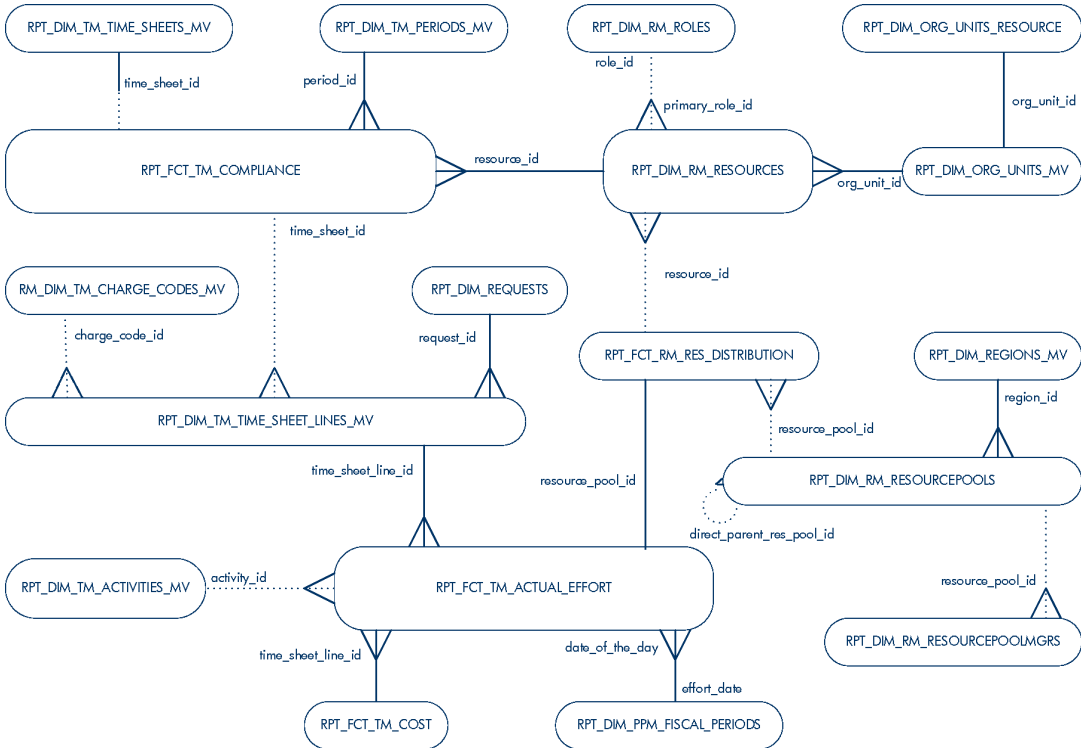 RPT_DIM_TM_TIME_SHEETS_MV
RPT_DIM_TM_PERIODS_MV
RPT_DIM_RM_ROLES
RPT_DIM_ORG_UNITS_RESOURCE
time_sheet_id
period_id
role_id
primary_role_id
org_unit_id
RPT_FCT_TM_COMPLIANCE
resource_id
RPT_DIM_RM_RESOURCES
org_unit_id
RPT_DIM_ORG_UNITS_MV
time_sheet_id
resource_id
RM_DIM_TM_CHARGE_CODES_MV
RPT_DIM_REQUESTS
charge_code_id
request_id
RPT_FCT_RM_RES_DISTRIBUTION
RPT_DIM_REGIONS_MV
region_id
RPT_DIM_TM_TIME_SHEET_LINES_MV
resource_pool_id
time_sheet_line_id
resource_pool_id
RPT_DIM_RM_RESOURCEPOOLS
direct_parent_res_pool_id
RPT_DIM_TM_ACTIVITIES_MV
activity_id
RPT_FCT_TM_ACTUAL_EFFORT
resource_pool_id
time_sheet_line_id
date_of_the_day
RPT_DIM_RM_RESOURCEPOOLMGRS
effort_date
RPT_FCT_TM_COST
RPT_DIM_PPM_FISCAL_PERIODS